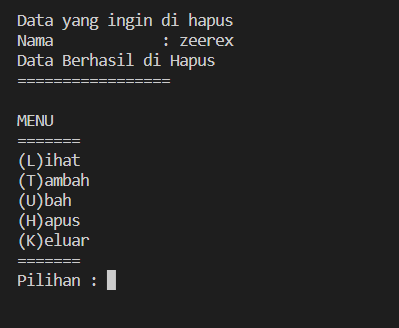 Data yang ingin di hapus
Nama            : zeerex
Data Berhasil di Hapus
=================
MENU
=======
(L)ihat
(T)ambah
(U)bah
(H)apus
(K)eluar
=======
Pilihan :